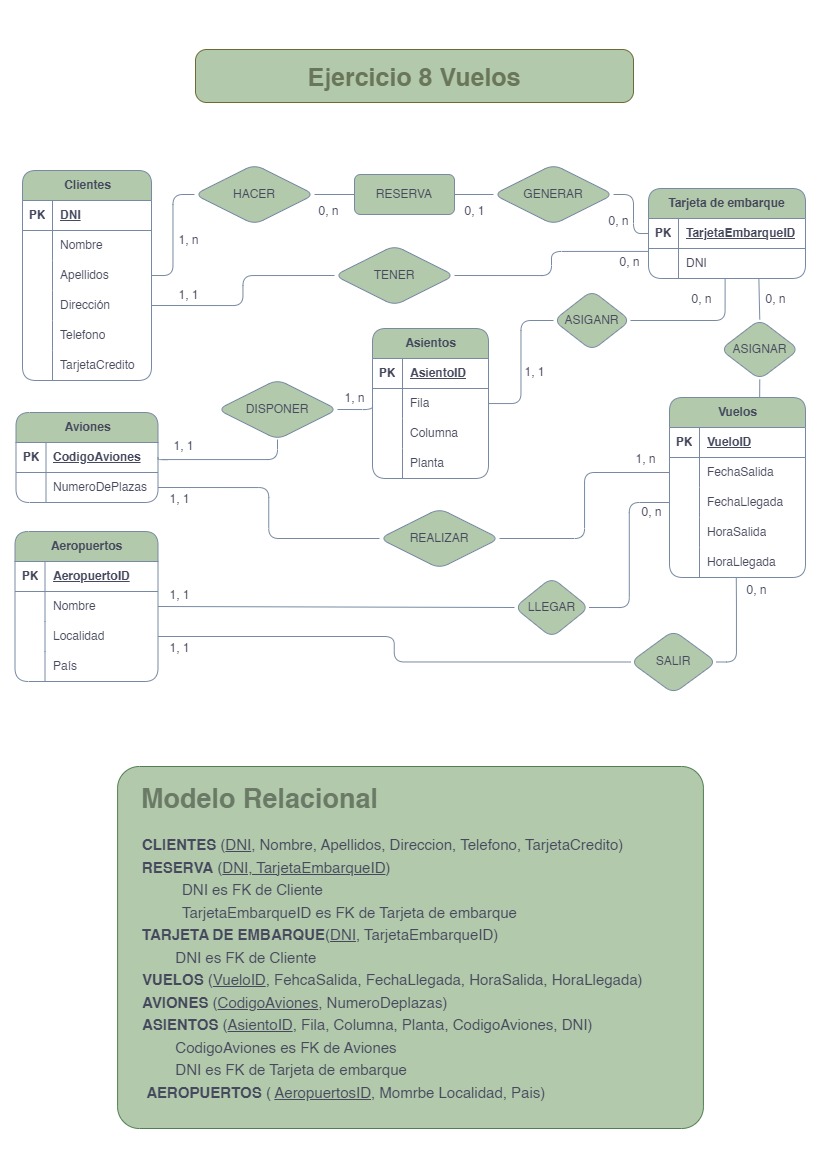 Ejercicio 8 Vuelos
Clientes
PK DNI
Nombre
Apellidos
Dirección
Telefono
TarjetaCredito
HACER
RESERVA
GENERAR
1, n
0, n
0, 1
0, n
Tarjeta de embarque
PK TarjetaEmbarqueID
DNI
1, 1
TENER
0, n
0, n
0, n
ASIGANR
ASIGNAR
1, 1
Asientos
PK AsientoID
Fila
Columna
Planta
DISPONER
1, n
1, 1
Aviones
PK CodigoAviones
NumeroDePlazas
1, 1
REALIZAR
1, n
0, n
Vuelos
PK VueloID
FechaSalida
FechaLlegada
HoraSalida
HoraLlegada
Aeropuertos
PK AeropuertoID
Nombre
Localidad
País
1, 1
LLEGAR
0, n
1, 1
SALIR
Modelo Relacional
CLIENTES (DNI, Nombre, Apellidos, Direccion, Telefono, TarjetaCredito)
RESERVA (DNI, TarjetaEmbarqueID)
DNI es FK de Cliente
TarjetaEmbarqueID es FK de Tarjeta de embarque
TARJETA DE EMBARQUE(DNI, TarjetaEmbarqueID)
DNI es FK de Cliente
VUELOS (VueloID, FehcaSalida, FechaLlegada, HoraSalida, HoraLlegada)
AVIONES (CodigoAviones, NumeroDeplazas)
ASIENTOS (AsientoID, Fila, Columna, Planta, CodigoAviones, DNI)
CodigoAviones es FK de Aviones
DNI es FK de Tarjeta de embarque
AEROPUERTOS ( AeropuertosID, Momrbe Localidad, Pais)